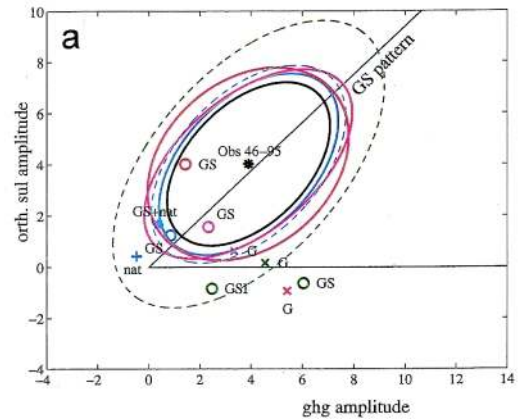 a
10
8
6
4
2
0
−2
−4
orth. sul amplitude
GS pattern
Obs 46−95
GS
GS+nat
GS
GS
G
nat
G
GS1
GS
G
−4
−2
0
2
4
6
8
10
14
ghg amplitude